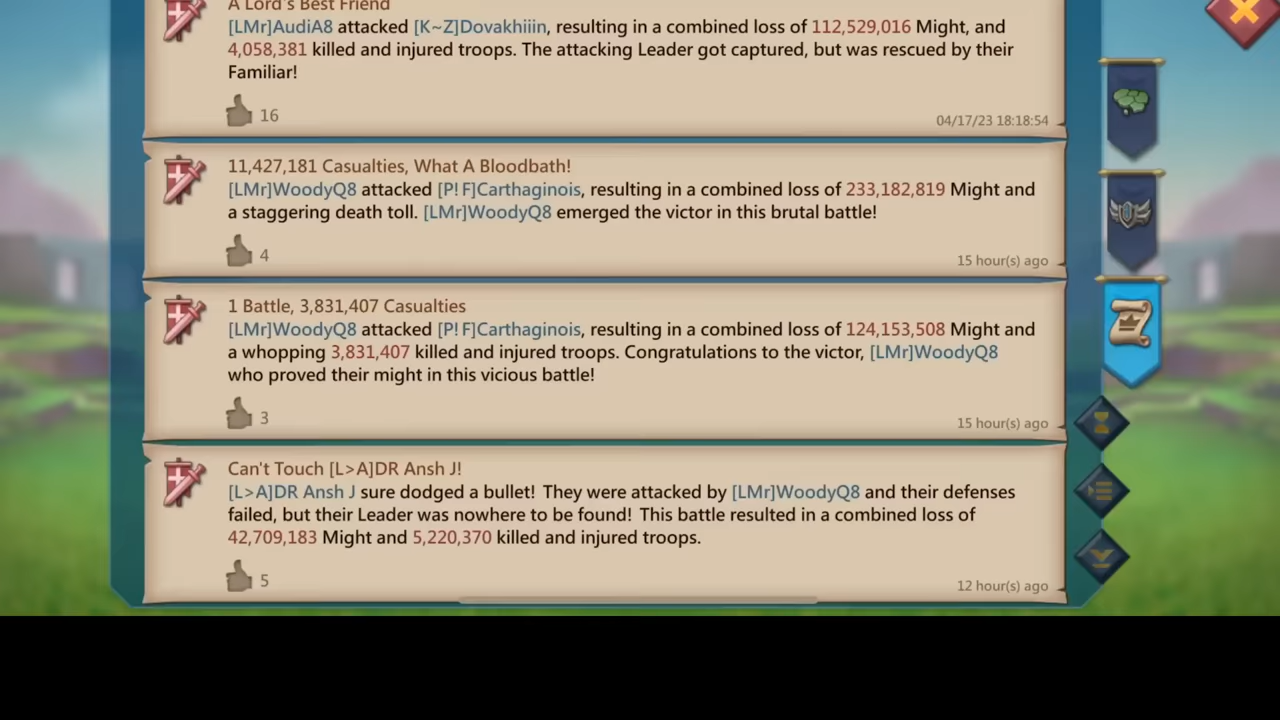 A Lord's Best Friend
[LMr]AudiA8 attacked [K~Z]Dovakhiiin, resulting in a combined loss of 112,529,016 Might, and
4,058,381 killed and injured troops. The attacking Leader got captured, but was rescued by their
Familiar!
16
04/17/23 18:18:54
11,427,181 Casualties, What A Bloodbath!
[LMr]WoodyQ8 attacked [P! F]Carthaginois, resulting in a combined loss of 233,182,819 Might and
a staggering death toll. [LMr]WoodyQ8 emerged the victor in this brutal battle!
4
15 hour(s) ago
1 Battle, 3,831,407 Casualties
[LMr]WoodyQ8 attacked [P! F]Carthaginois, resulting in a combined loss of 124,153,508 Might and
a whopping 3,831,407 killed and injured troops. Congratulations to the victor, [LMr]WoodyQ8
who proved their might in this vicious battle!
3
15 hour(s) ago
Can't Touch [L>A]DR Ansh J!
[L>A]DR Ansh J sure dodged a bullet! They were attacked by [LMr]WoodyQ8 and their defenses
failed, but their Leader was nowhere to be found! This battle resulted in a combined loss of
42,709,183 Might and 5,220,370 killed and injured troops.
5
12 hour(s) ago